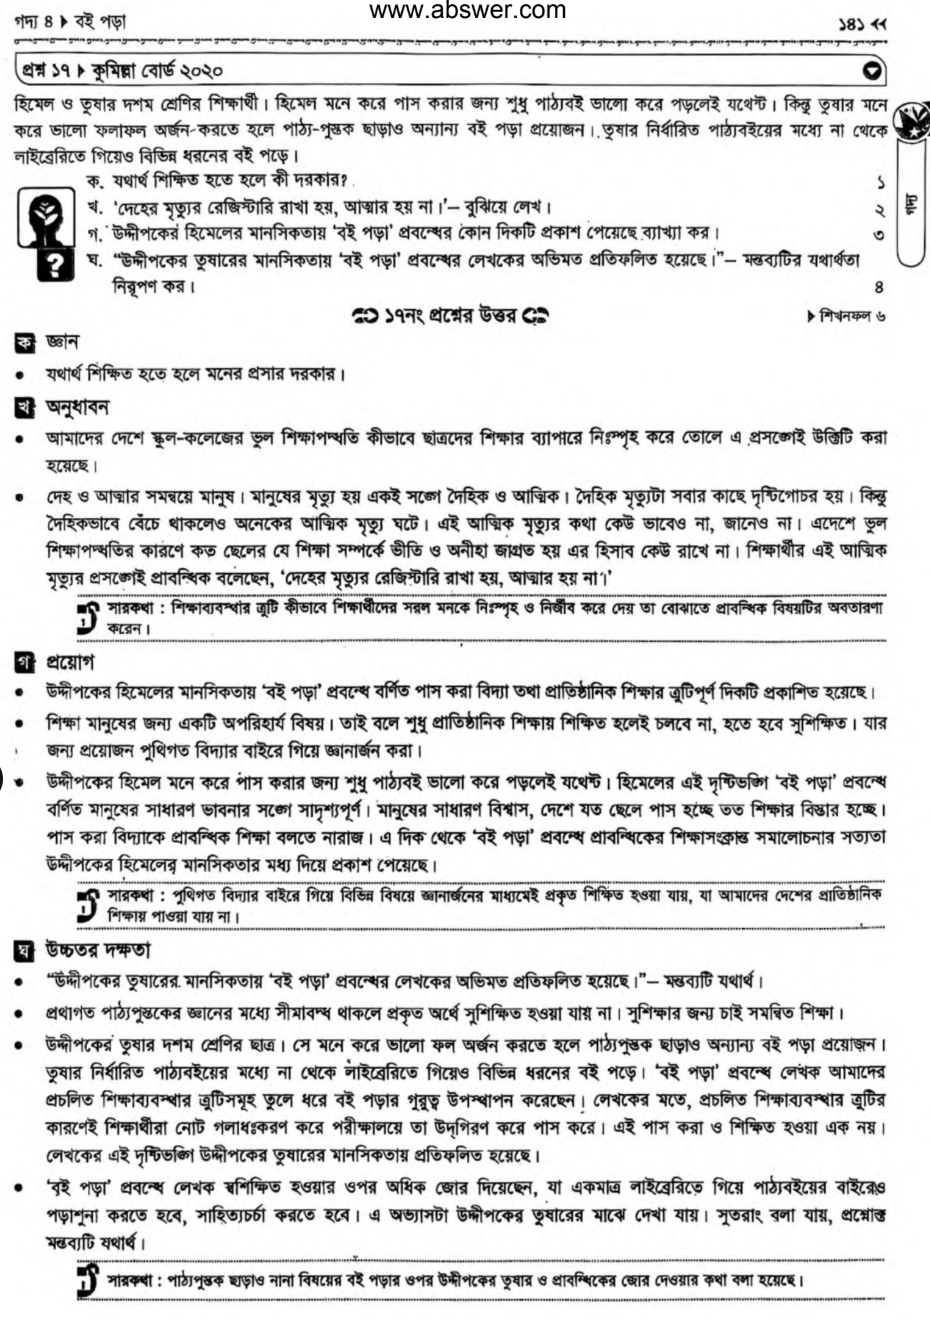 www.abswer.com
গদ্য ৪ ▶ বই পড়া ১৪১ ◀◀
প্রশ্ন ১৭ ▶ কুমিল্লা বোর্ড ২০২০
হিমেল ও তুষার দশম শ্রেণির শিক্ষার্থী। হিমেল মনে করে পাস করার জন্য শুধু পাঠ্যবই ভালো করে পড়লেই যথেষ্ট। কিন্তু তুষার মনে
করে ভালো ফলাফল অর্জন করতে হলে পাঠ্য-পুস্তক ছাড়াও অন্যান্য বই পড়া প্রয়োজন। তুষার নির্ধারিত পাঠ্যবইয়ের মধ্যে না থেকে
লাইব্রেরিতে গিয়েও বিভিন্ন ধরনের বই পড়ে।
ক. যথার্থ শিক্ষিত হতে হলে কী দরকার? ১
খ. ‘দেহের মৃত্যুর রেজিস্টারি রাখা হয়, আত্মার হয় না।’– বুঝিয়ে লেখ। ২
গ. উদ্দীপকের হিমেলের মানসিকতায় ‘বই পড়া’ প্রবন্ধের কোন দিকটি প্রকাশ পেয়েছে ব্যাখ্যা কর। ৩
ঘ. “উদ্দীপকের তুষারের মানসিকতায় ‘বই পড়া’ প্রবন্ধের লেখকের অভিমত প্রতিফলিত হয়েছে।”– মন্তব্যটির যথার্থতা
নিরূপণ কর। ৪
গদ্য
১৭নং প্রশ্নের উত্তর ▶ শিখনফল ৬
ক জ্ঞান
• যথার্থ শিক্ষিত হতে হলে মনের প্রসার দরকার।
খ অনুধাবন
• আমাদের দেশে স্কুল-কলেজের ভুল শিক্ষাপদ্ধতি কীভাবে ছাত্রদের শিক্ষার ব্যাপারে নিঃস্পৃহ করে তোলে এ প্রসঙ্গেই উক্তিটি করা
হয়েছে।
• দেহ ও আত্মার সমন্বয়ে মানুষ। মানুষের মৃত্যু হয় একই সঙ্গে দৈহিক ও আত্মিক। দৈহিক মৃত্যুটা সবার কাছে দৃষ্টিগোচর হয়। কিন্তু
দৈহিকভাবে বেঁচে থাকলেও অনেকের আত্মিক মৃত্যু ঘটে। এই আত্মিক মৃত্যুর কথা কেউ ভাবেও না, জানেও না। এদেশে ভুল
শিক্ষাপদ্ধতির কারণে কত ছেলের যে শিক্ষা সম্পর্কে ভীতি ও অনীহা জাগ্রত হয় এর হিসাব কেউ রাখে না। শিক্ষার্থীর এই আত্মিক
মৃত্যুর প্রসঙ্গেই প্রাবন্ধিক বলেছেন, ‘দেহের মৃত্যুর রেজিস্টারি রাখা হয়, আত্মার হয় না।’
সারকথা : শিক্ষাব্যবস্থার ত্রুটি কীভাবে শিক্ষার্থীদের সরল মনকে নিঃস্পৃহ ও নির্জীব করে দেয় তা বোঝাতে প্রাবন্ধিক বিষয়টির অবতারণা
করেন।
গ প্রয়োগ
• উদ্দীপকের হিমেলের মানসিকতায় ‘বই পড়া’ প্রবন্ধে বর্ণিত পাস করা বিদ্যা তথা প্রাতিষ্ঠানিক শিক্ষার ত্রুটিপূর্ণ দিকটি প্রকাশিত হয়েছে।
• শিক্ষা মানুষের জন্য একটি অপরিহার্য বিষয়। তাই বলে শুধু প্রাতিষ্ঠানিক শিক্ষায় শিক্ষিত হলেই চলবে না, হতে হবে সুশিক্ষিত। যার
জন্য প্রয়োজন পুথিগত বিদ্যার বাইরে গিয়ে জ্ঞানার্জন করা।
• উদ্দীপকের হিমেল মনে করে পাস করার জন্য শুধু পাঠ্যবই ভালো করে পড়লেই যথেষ্ট। হিমেলের এই দৃষ্টিভঙ্গি ‘বই পড়া’ প্রবন্ধে
বর্ণিত মানুষের সাধারণ ভাবনার সঙ্গে সাদৃশ্যপূর্ণ। মানুষের সাধারণ বিশ্বাস, দেশে যত ছেলে পাস হচ্ছে তত শিক্ষার বিস্তার হচ্ছে।
পাস করা বিদ্যাকে প্রাবন্ধিক শিক্ষা বলতে নারাজ। এ দিক থেকে ‘বই পড়া’ প্রবন্ধে প্রাবন্ধিকের শিক্ষাসংক্রান্ত সমালোচনার সত্যতা
উদ্দীপকের হিমেলের মানসিকতার মধ্য দিয়ে প্রকাশ পেয়েছে।
সারকথা : পুথিগত বিদ্যার বাইরে গিয়ে বিভিন্ন বিষয়ে জ্ঞানার্জনের মাধ্যমেই প্রকৃত শিক্ষিত হওয়া যায়, যা আমাদের দেশের প্রাতিষ্ঠানিক
শিক্ষায় পাওয়া যায় না।
ঘ উচ্চতর দক্ষতা
• “উদ্দীপকের তুষারের মানসিকতায় ‘বই পড়া’ প্রবন্ধের লেখকের অভিমত প্রতিফলিত হয়েছে।”– মন্তব্যটি যথার্থ।
• প্রথাগত পাঠ্যপুস্তকের জ্ঞানের মধ্যে সীমাবদ্ধ থাকলে প্রকৃত অর্থে সুশিক্ষিত হওয়া যায় না। সুশিক্ষার জন্য চাই সমন্বিত শিক্ষা।
• উদ্দীপকের তুষার দশম শ্রেণির ছাত্র। সে মনে করে ভালো ফল অর্জন করতে হলে পাঠ্যপুস্তক ছাড়াও অন্যান্য বই পড়া প্রয়োজন।
তুষার নির্ধারিত পাঠ্যবইয়ের মধ্যে না থেকে লাইব্রেরিতে গিয়েও বিভিন্ন ধরনের বই পড়ে। ‘বই পড়া’ প্রবন্ধে লেখক আমাদের
প্রচলিত শিক্ষাব্যবস্থার ত্রুটিসমূহ তুলে ধরে বই পড়ার গুরুত্ব উপস্থাপন করেছেন। লেখকের মতে, প্রচলিত শিক্ষাব্যবস্থার ত্রুটির
কারণেই শিক্ষার্থীরা নোট গলাধঃকরণ করে পরীক্ষালয়ে তা উদ্‌গিরণ করে পাস করে। এই পাস করা ও শিক্ষিত হওয়া এক নয়।
লেখকের এই দৃষ্টিভঙ্গি উদ্দীপকের তুষারের মানসিকতায় প্রতিফলিত হয়েছে।
• ‘বই পড়া’ প্রবন্ধে লেখক স্বশিক্ষিত হওয়ার ওপর অধিক জোর দিয়েছেন, যা একমাত্র লাইব্রেরিতে গিয়ে পাঠ্যবইয়ের বাইরেও
পড়াশুনা করতে হবে, সাহিত্যচর্চা করতে হবে। এ অভ্যাসটা উদ্দীপকের তুষারের মাঝে দেখা যায়। সুতরাং বলা যায়, প্রশ্নোক্ত
মন্তব্যটি যথার্থ।
সারকথা : পাঠ্যপুস্তক ছাড়াও নানা বিষয়ের বই পড়ার ওপর উদ্দীপকের তুষার ও প্রাবন্ধিকের জোর দেওয়ার কথা বলা হয়েছে।